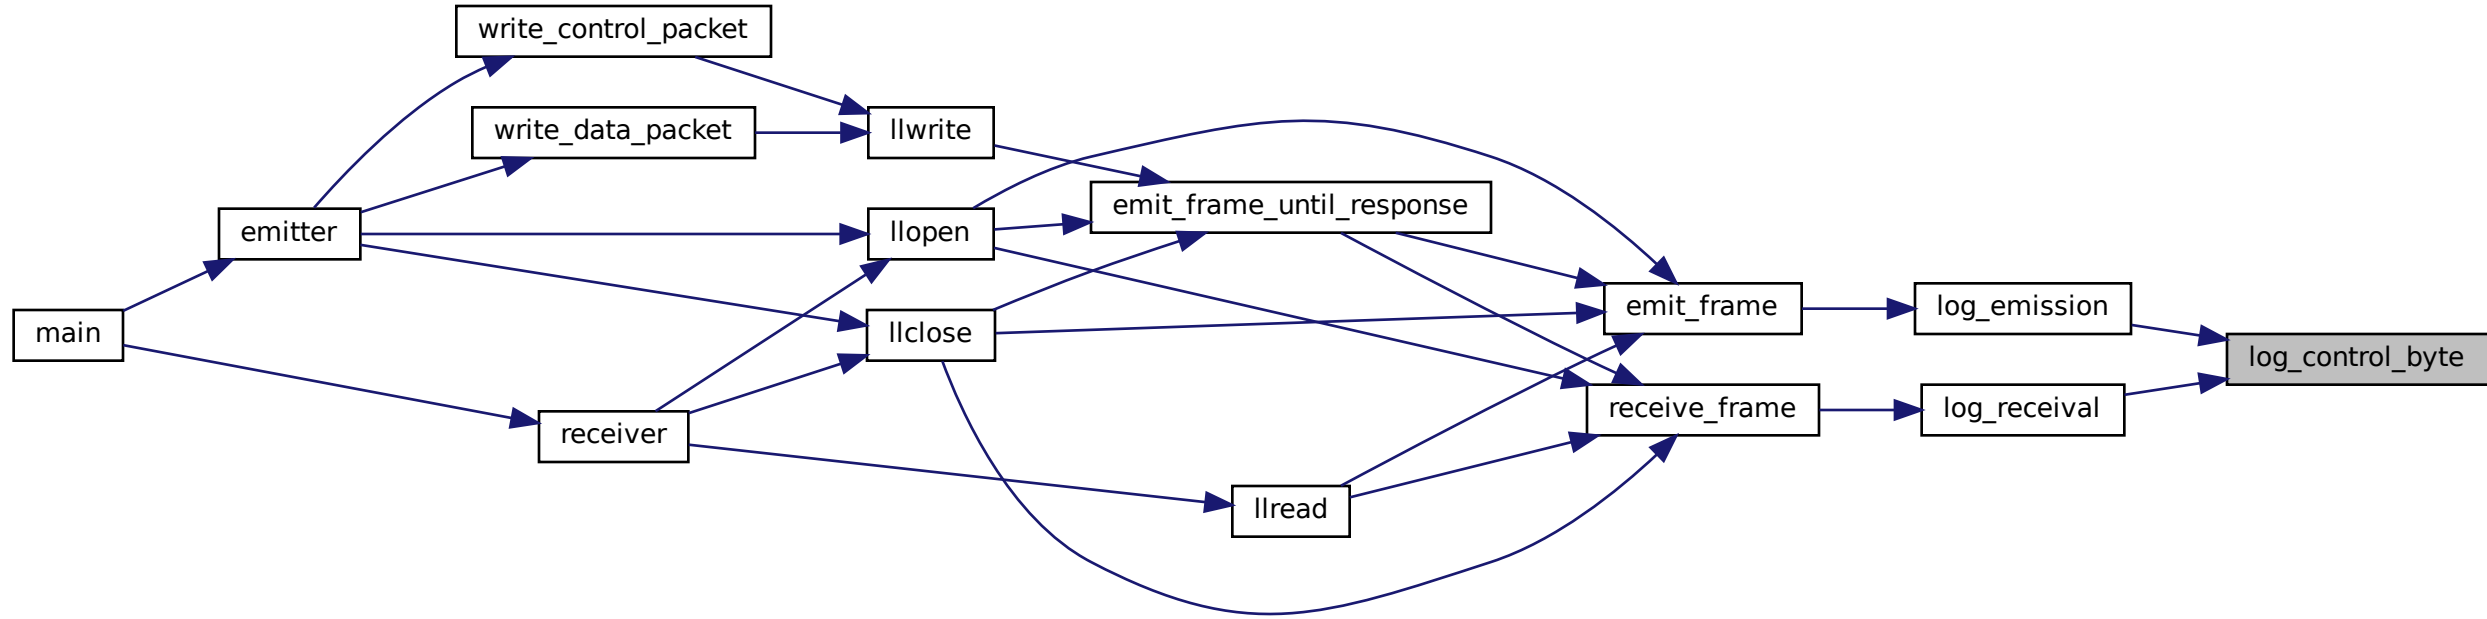 write_control_packet
write_data_packet
llwrite
emit_frame_until_response
emitter
llopen
main
llclose
emit_frame
log_emission
log_control_byte
receive_frame
log_receival
receiver
llread